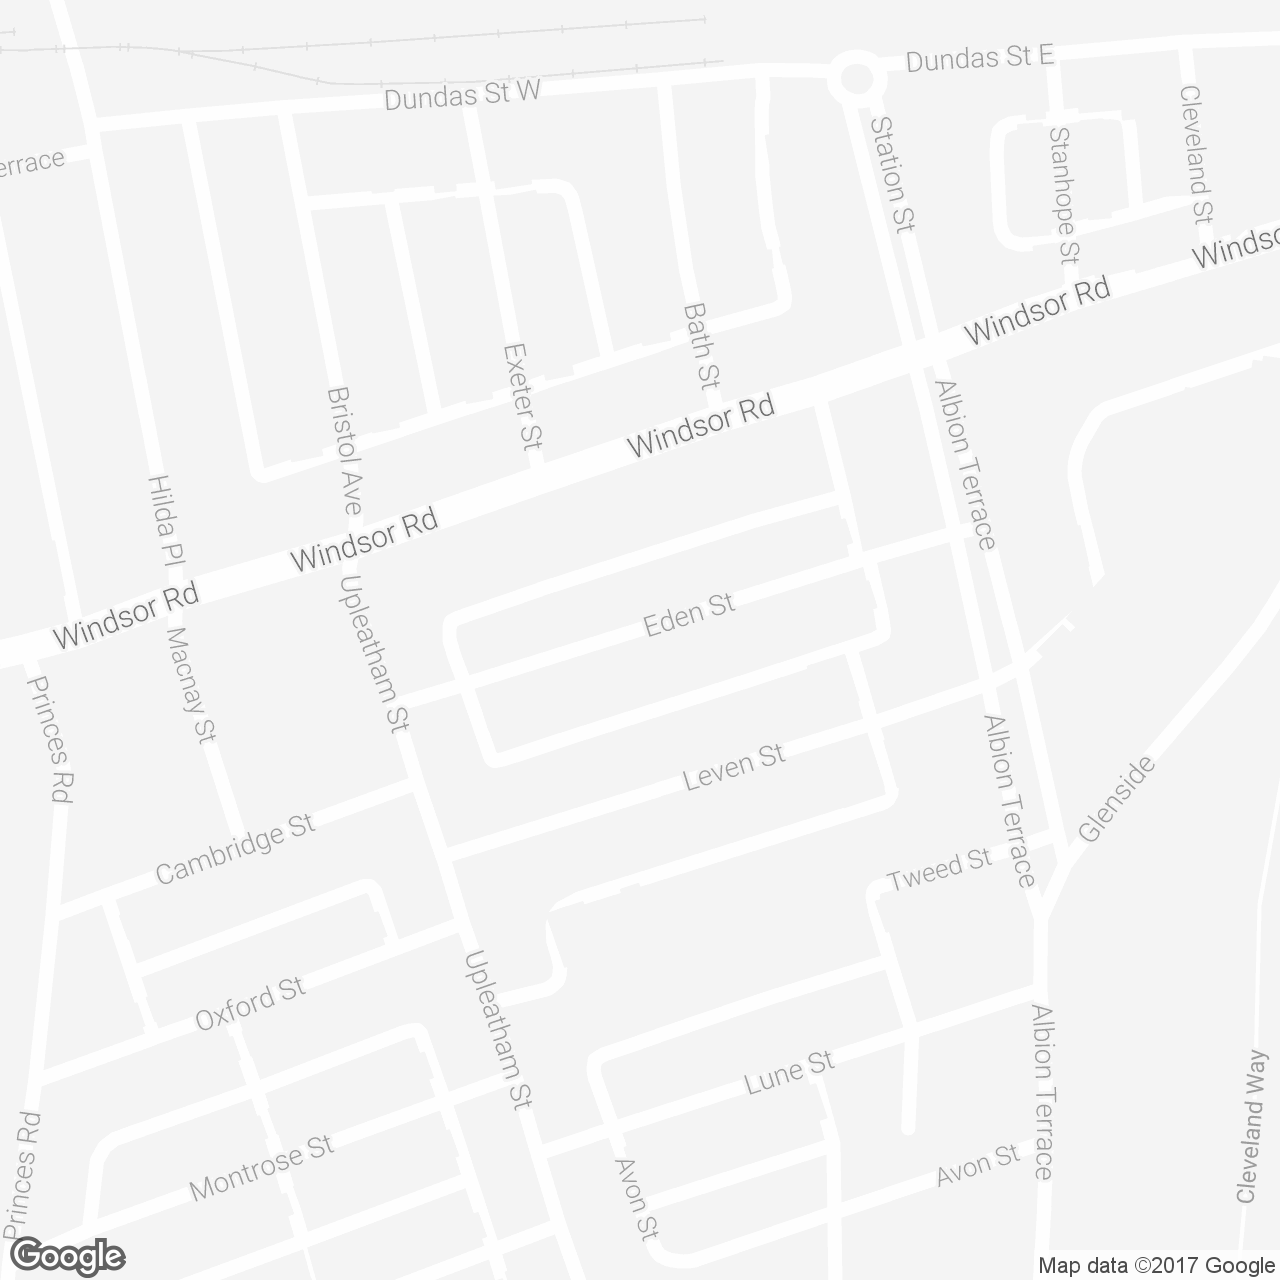 Dundas St E
Dundas St W
Cleveland St
Station St
Stanhope St
errace
Windso
Windsor Rd
Bath St
Exeter St
Windsor Rd
Albion Terrace
Bristol Ave
Hilda Pl
Windsor Rd
Windsor Rd
Eden St
Upleatham St
Macnay St
Princes Rd
Leven St
Albion Terrace
Glenside
Cambridge St
Tweed St
Oxford St
Upleatham St
Lune St
Albion Terrace
Cleveland Way
Montrose St
Princes Rd
Avon St
Avon St
Google
Map data ©2017 Google